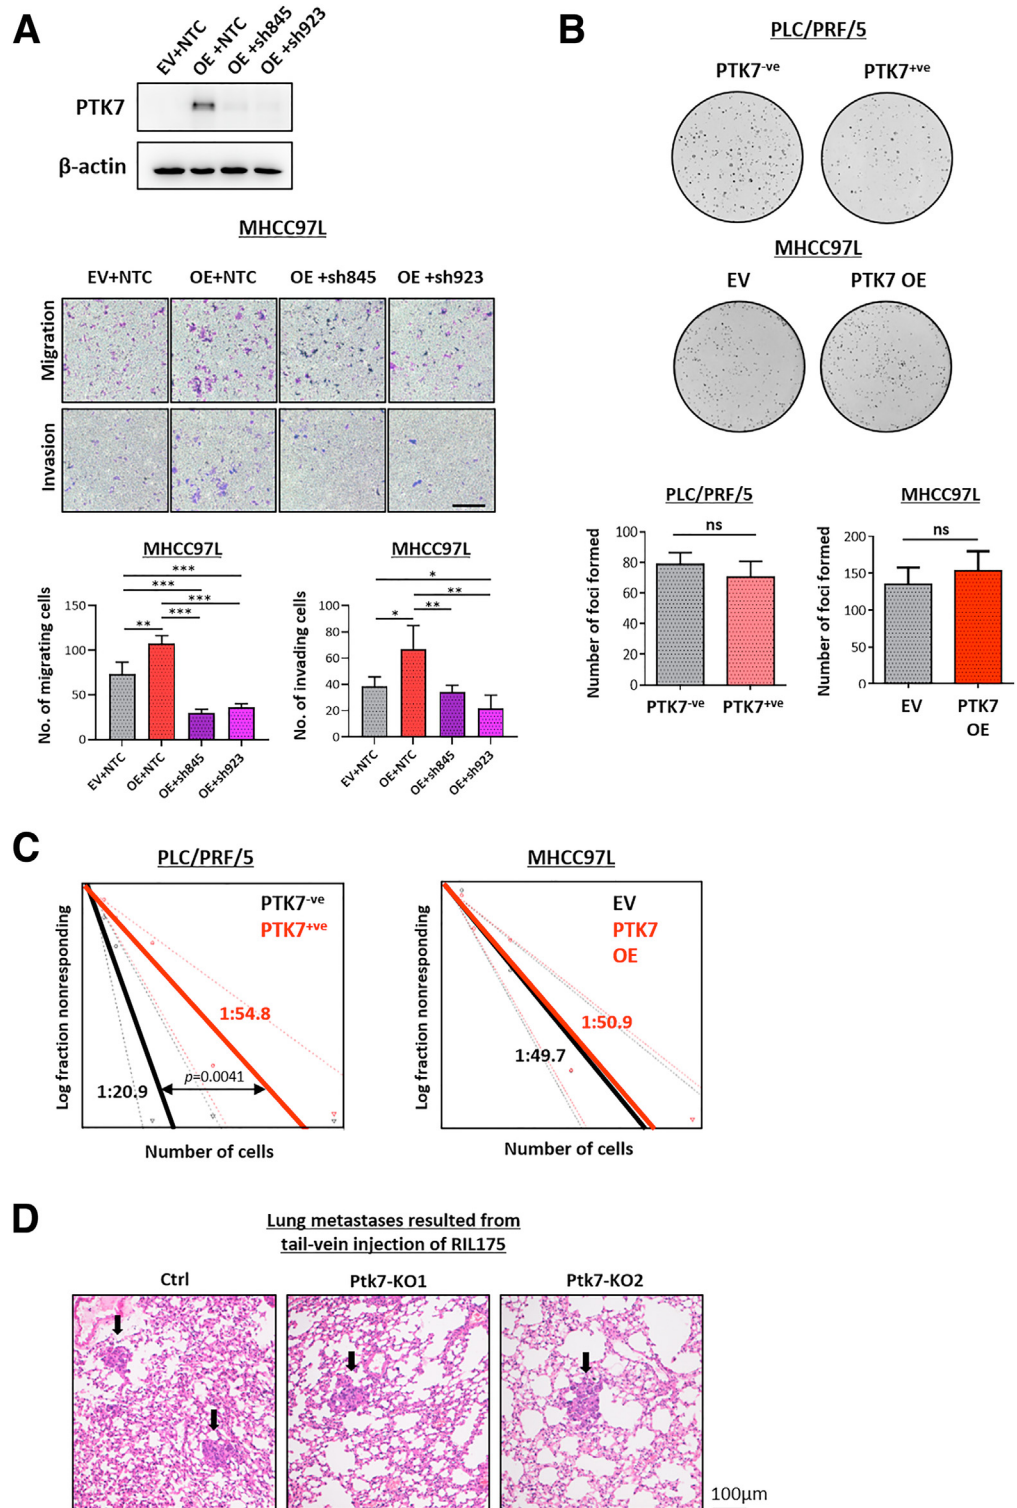 A
EV+NTC
OE +NTC
OE +sh845
OE +sh923
PTK7
β-actin
MHCC97L
EV+NTC
OE+NTC
OE +sh845
OE +sh923
Migration
Invasion
MHCC97L
***
***
***
***
**
No. of migrating cells
150
100
50
0
EV+NTC
OE+NTC
OE+sh845
OE+sh923
MHCC97L
*
**
**
*
No. of invading cells
100
80
60
40
20
0
EV+NTC
OE+NTC
OE+sh845
OE+sh923
B
PLC/PRF/5
PTK7-ve
PTK7+ve
MHCC97L
EV
PTK7 OE
PLC/PRF/5
ns
Number of foci formed
100
80
60
40
20
0
PTK7-ve
PTK7+ve
MHCC97L
ns
Number of foci formed
200
150
100
50
0
EV
PTK7
OE
C
PLC/PRF/5
PTK7-ve
PTK7+ve
1:54.8
p=0.0041
1:20.9
Log fraction nonresponding
Number of cells
MHCC97L
EV
PTK7
OE
1:50.9
1:49.7
Log fraction nonresponding
Number of cells
D
Lung metastases resulted from
tail-vein injection of RIL175
Ctrl
Ptk7-KO1
Ptk7-KO2
100µm